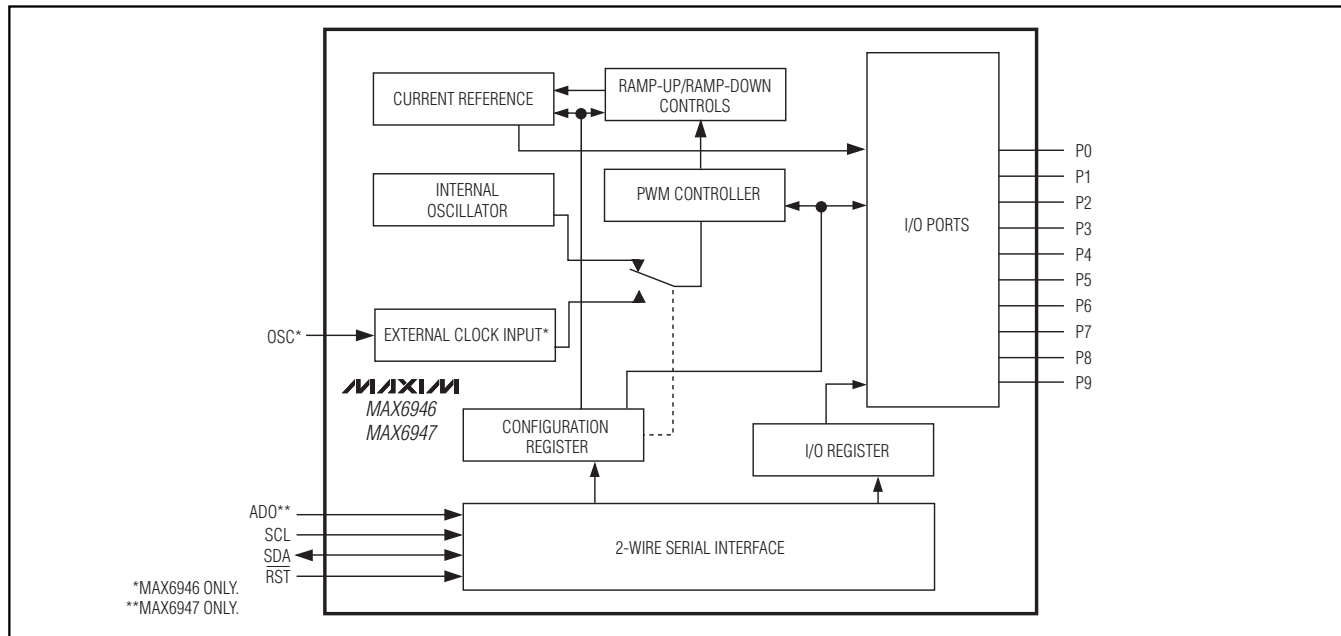 CURRENT REFERENCE
RAMP-UP/RAMP-DOWN
CONTROLS
INTERNAL
OSCILLATOR
PWM CONTROLLER
I/O PORTS
P0
P1
P2
P3
P4
P5
P6
P7
P8
P9
OSC*
EXTERNAL CLOCK INPUT*
MAXIM
MAX6946
MAX6947
CONFIGURATION
REGISTER
I/O REGISTER
AD0**
SCL
SDA
RST
2-WIRE SERIAL INTERFACE
*MAX6946 ONLY.
**MAX6947 ONLY.